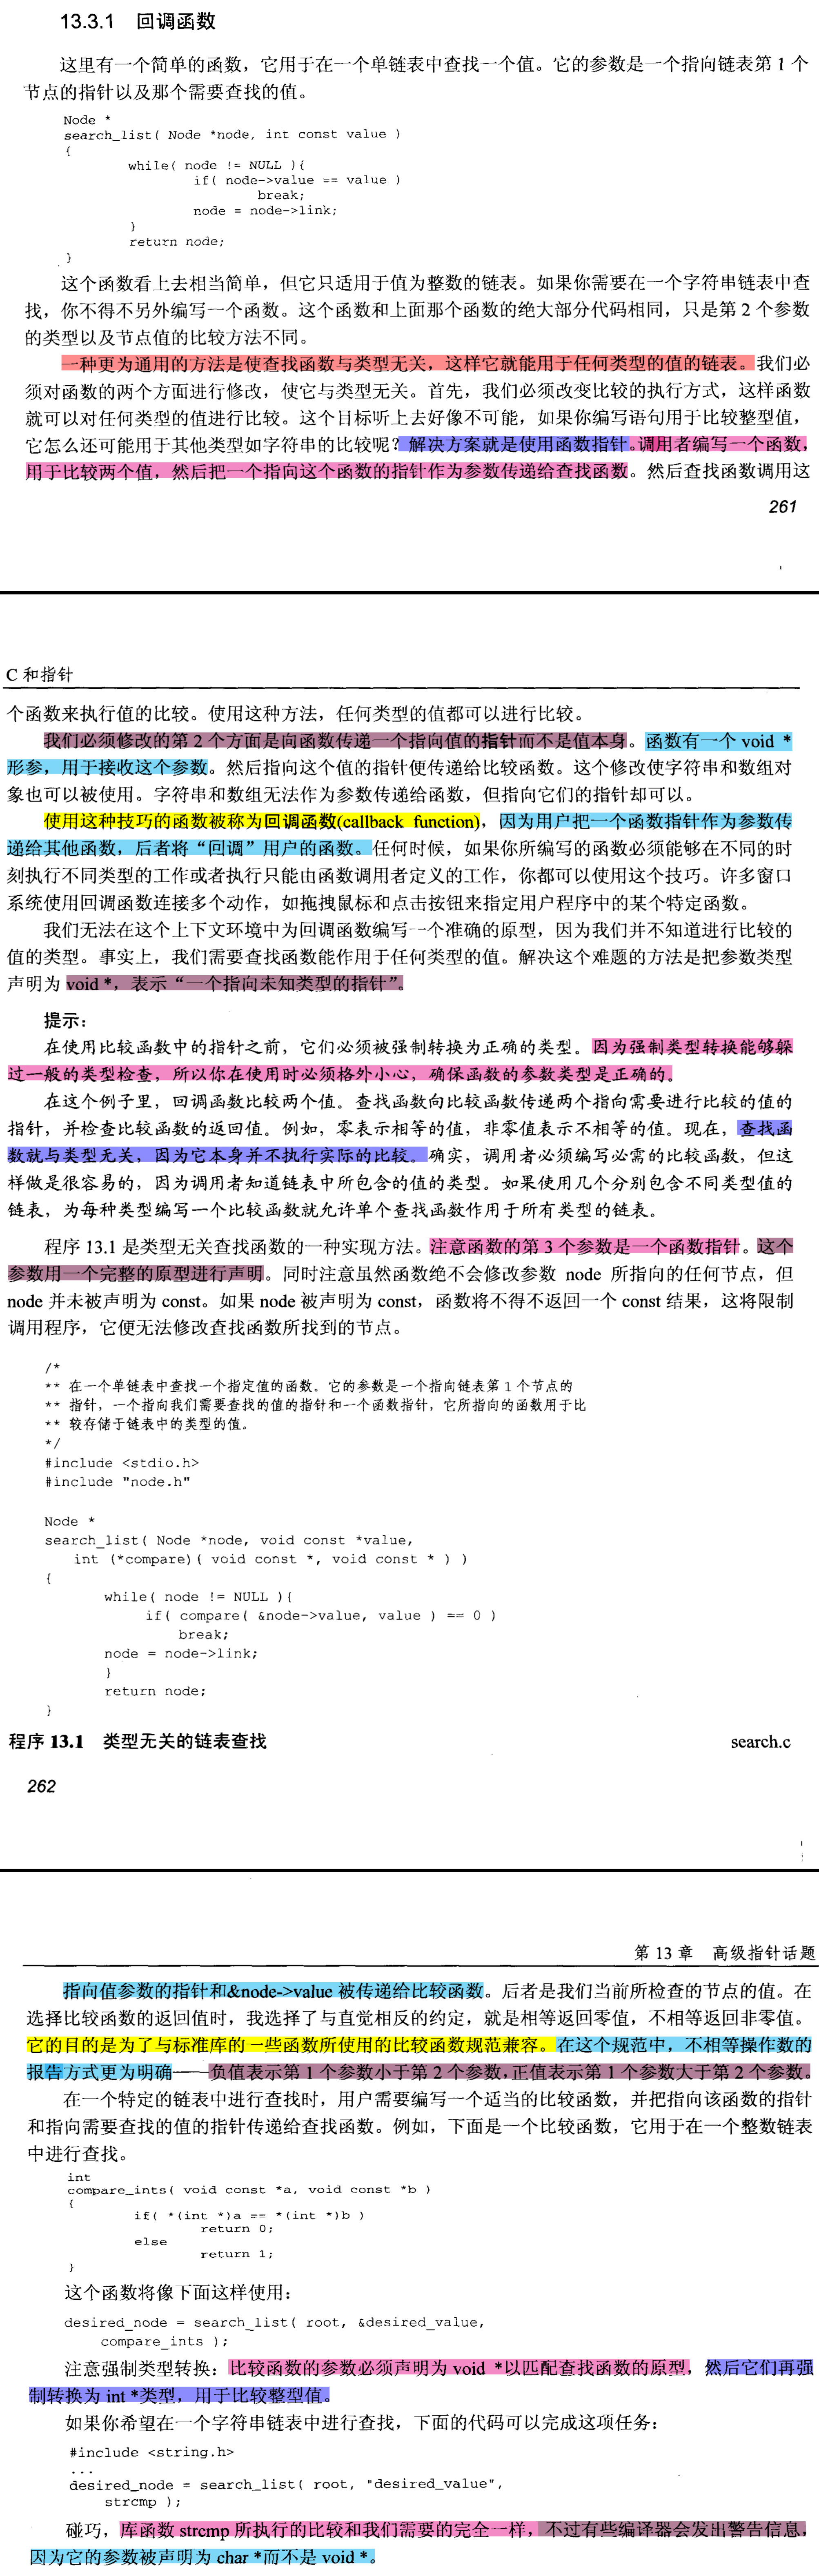 13.3.1 回调函数
这里有一个简单的函数，它用于在一个单链表中查找一个值。它的参数是一个指向链表第 1 个
节点的指针以及那个需要查找的值。
Node *
search_list( Node *node, int const value )
{
while( node != NULL ){
if( node->value == value )
break;
node = node->link;
}
return node;
}
这个函数看上去相当简单，但它只适用于值为整数的链表。如果你需要在一个字符串链表中查
找，你不得不另外编写一个函数。这个函数和上面那个函数的绝大部分代码相同，只是第 2 个参数
的类型以及节点值的比较方法不同。
一种更为通用的方法是使查找函数与类型无关，这样它就能用于任何类型的值的链表。我们必
须对函数的两个方面进行修改，使它与类型无关。首先，我们必须改变比较的执行方式，这样函数
就可以对任何类型的值进行比较。这个目标听上去好像不可能，如果你编写语句用于比较整型值，
它怎么还可能用于其他类型如字符串的比较呢？解决方案就是使用函数指针。调用者编写一个函数，
用于比较两个值，然后把一个指向这个函数的指针作为参数传递给查找函数。然后查找函数调用这
261
C 和指针
个函数来执行值的比较。使用这种方法，任何类型的值都可以进行比较。
我们必须修改的第 2 个方面是向函数传递一个指向值的指针而不是值本身。函数有一个 void *
形参，用于接收这个参数。然后指向这个值的指针便传递给比较函数。这个修改使字符串和数组对
象也可以被使用。字符串和数组无法作为参数传递给函数，但指向它们的指针却可以。
使用这种技巧的函数被称为回调函数(callback function)，因为用户把一个函数指针作为参数传
递给其他函数，后者将“回调”用户的函数。任何时候，如果你所编写的函数必须能够在不同的时
刻执行不同类型的工作或者执行只能由函数调用者定义的工作，你都可以使用这个技巧。许多窗口
系统使用回调函数连接多个动作，如拖拽鼠标和点击按钮来指定用户程序中的某个特定函数。
我们无法在这个上下文环境中为回调函数编写一个准确的原型，因为我们并不知道进行比较的
值的类型。事实上，我们需要查找函数能作用于任何类型的值。解决这个难题的方法是把参数类型
声明为 void *，表示“一个指向未知类型的指针”。
提示：
在使用比较函数中的指针之前，它们必须被强制转换为正确的类型。因为强制类型转换能够躲
过一般的类型检查，所以你在使用时必须格外小心，确保函数的参数类型是正确的。
在这个例子里，回调函数比较两个值。查找函数向比较函数传递两个指向需要进行比较的值的
指针，并检查比较函数的返回值。例如，零表示相等的值，非零值表示不相等的值。现在，查找函
数就与类型无关，因为它本身并不执行实际的比较。确实，调用者必须编写必需的比较函数，但这
样做是很容易的，因为调用者知道链表中所包含的值的类型。如果使用几个分别包含不同类型值的
链表，为每种类型编写一个比较函数就允许单个查找函数作用于所有类型的链表。
程序 13.1 是类型无关查找函数的一种实现方法。注意函数的第 3 个参数是一个函数指针。这个
参数用一个完整的原型进行声明。同时注意虽然函数绝不会修改参数 node 所指向的任何节点，但
node 并未被声明为 const。如果 node 被声明为 const，函数将不得不返回一个 const 结果，这将限制
调用程序，它便无法修改查找函数所找到的节点。
/*
** 在一个单链表中查找一个指定值的函数。它的参数是一个指向链表第 1 个节点的
** 指针，一个指向我们需要查找的值的指针和一个函数指针，它所指向的函数用于比
** 较存储于链表中的类型的值。
*/
#include <stdio.h>
#include "node.h"
Node *
search_list( Node *node, void const *value,
int (*compare)( void const *, void const * ) )
{
while( node != NULL ){
if( compare( &node->value, value ) == 0 )
break;
node = node->link;
}
return node;
}
程序 13.1 类型无关的链表查找 search.c
262
第 13 章 高级指针话题
指向值参数的指针和&node->value 被传递给比较函数。后者是我们当前所检查的节点的值。在
选择比较函数的返回值时，我选择了与直觉相反的约定，就是相等返回零值，不相等返回非零值。
它的目的是为了与标准库的一些函数所使用的比较函数规范兼容。在这个规范中，不相等操作数的
报告方式更为明确——负值表示第 1 个参数小于第 2 个参数，正值表示第 1 个参数大于第 2 个参数。
在一个特定的链表中进行查找时，用户需要编写一个适当的比较函数，并把指向该函数的指针
和指向需要查找的值的指针传递给查找函数。例如，下面是一个比较函数，它用于在一个整数链表
中进行查找。
int
compare_ints( void const *a, void const *b )
{
if( *(int *)a == *(int *)b )
return 0;
else
return 1;
}
这个函数将像下面这样使用：
desired_node = search_list( root, &desired_value,
compare_ints );
注意强制类型转换：比较函数的参数必须声明为 void *以匹配查找函数的原型，然后它们再强
制转换为 int *类型，用于比较整型值。
如果你希望在一个字符串链表中进行查找，下面的代码可以完成这项任务：
#include <string.h>
...
desired_node = search_list( root, "desired_value",
strcmp );
碰巧，库函数 strcmp 所执行的比较和我们需要的完全一样，不过有些编译器会发出警告信息，
因为它的参数被声明为 char *而不是 void *。